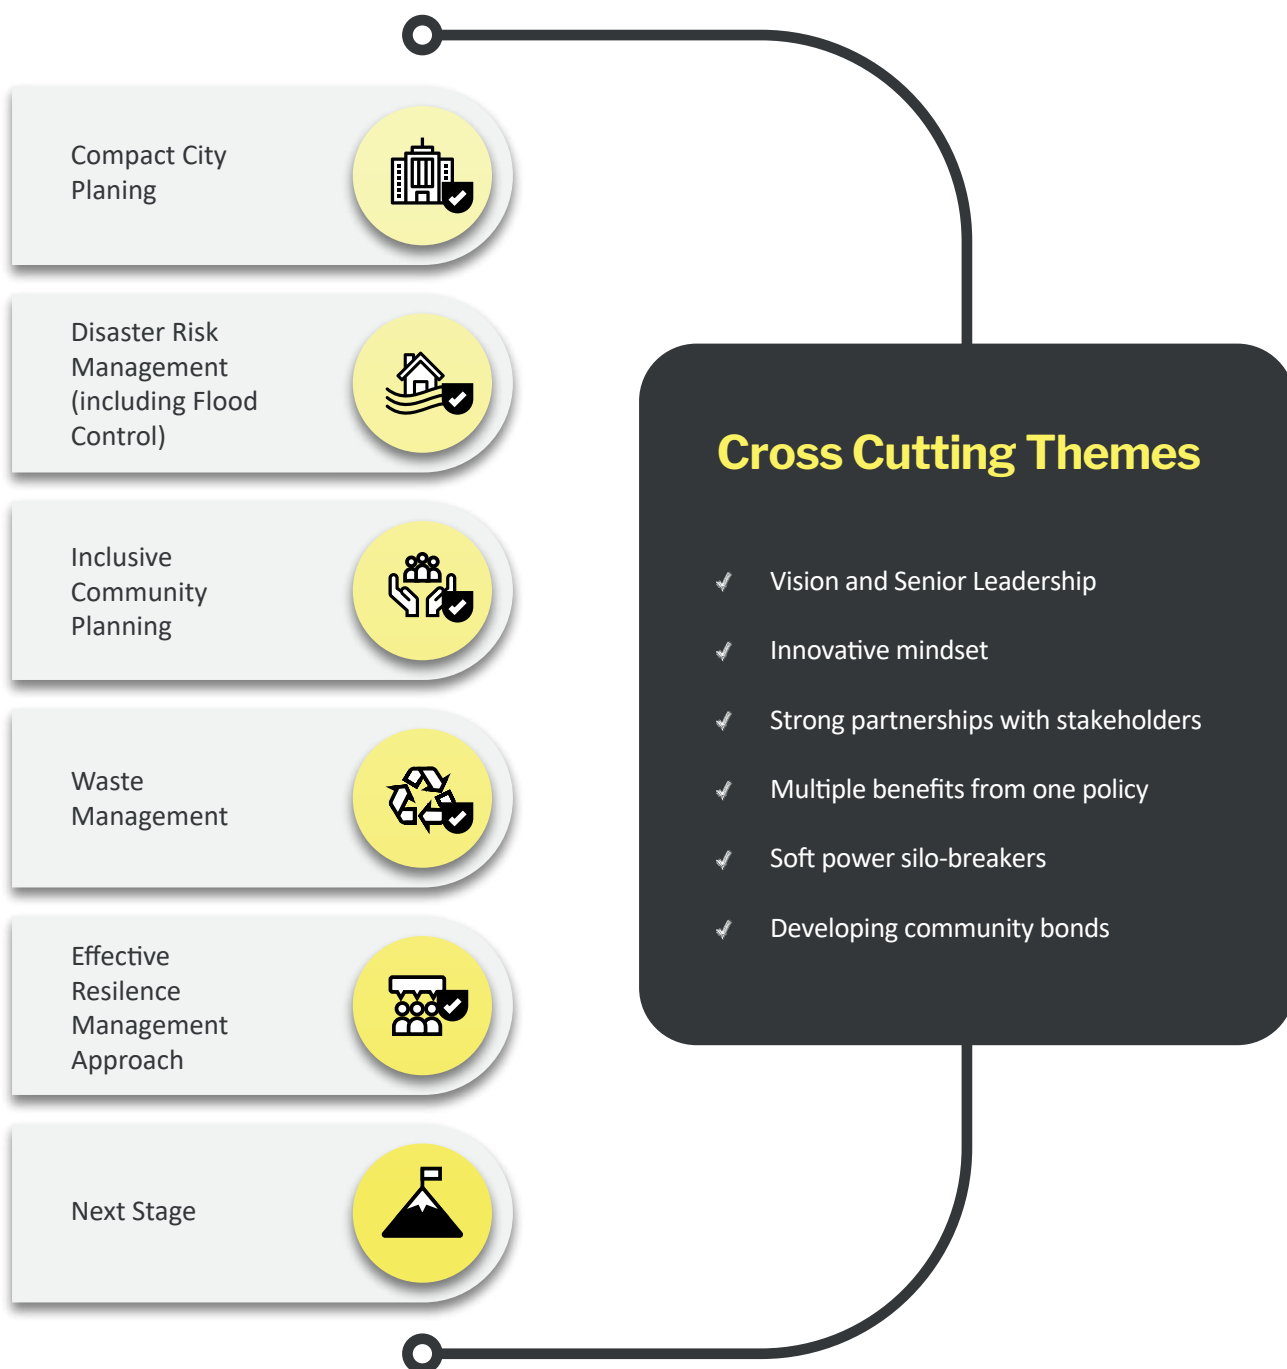 Compact City
Planing
Disaster Risk
Management
(including Flood
Control)
Inclusive
Community
Planning
Waste
Management
Effective
Resilence
Management
Approach
Next Stage
Cross Cutting Themes
Vision and Senior Leadership
Innovative mindset
Strong partnerships with stakeholders
Multiple benefits from one policy
Soft power silo-breakers
Developing community bonds